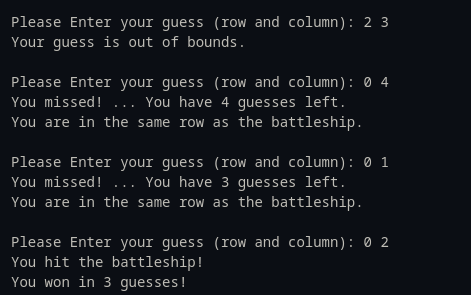 Please Enter your guess (row and column): 2 3
Your guess is out of bounds.
Please Enter your guess (row and column): 0 4
You missed! ... You have 4 guesses left.
You are in the same row as the battleship.
Please Enter your guess (row and column): 0 1
You missed! ... You have 3 guesses left.
You are in the same row as the battleship.
Please Enter your guess (row and column): 0 2
You hit the battleship!
You won in 3 guesses!